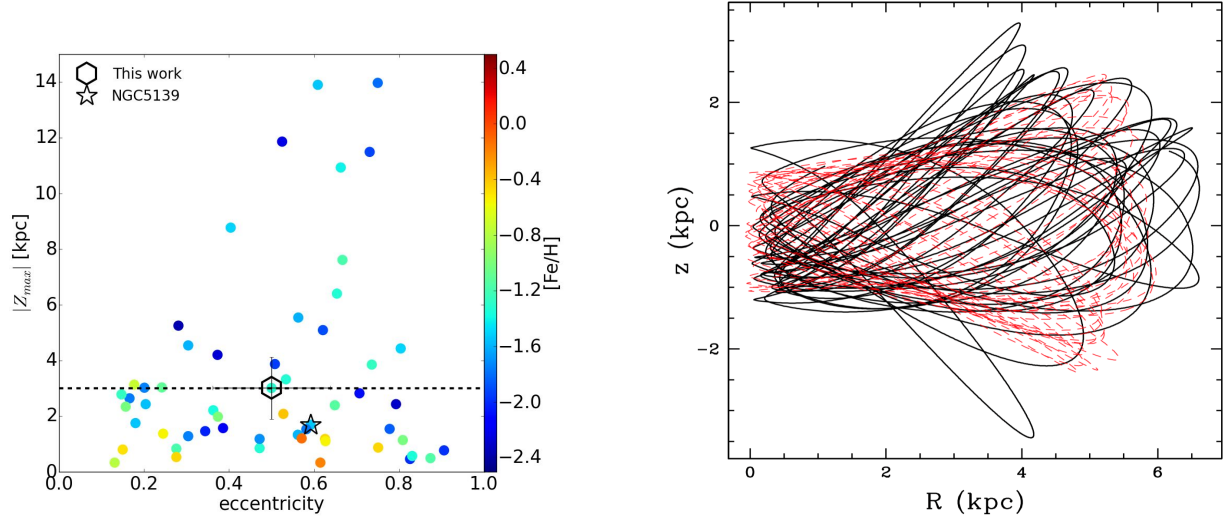 This work
NGC5139
14
12
10
8
6
4
2
0
|Z_max| [kpc]
0.0 0.2 0.4 0.6 0.8 1.0
eccentricity
0.4
0.0
−0.4
−0.8
−1.2
−1.6
−2.0
−2.4
[Fe/H]
2
0
−2
z (kpc)
0 2 4 6
R (kpc)